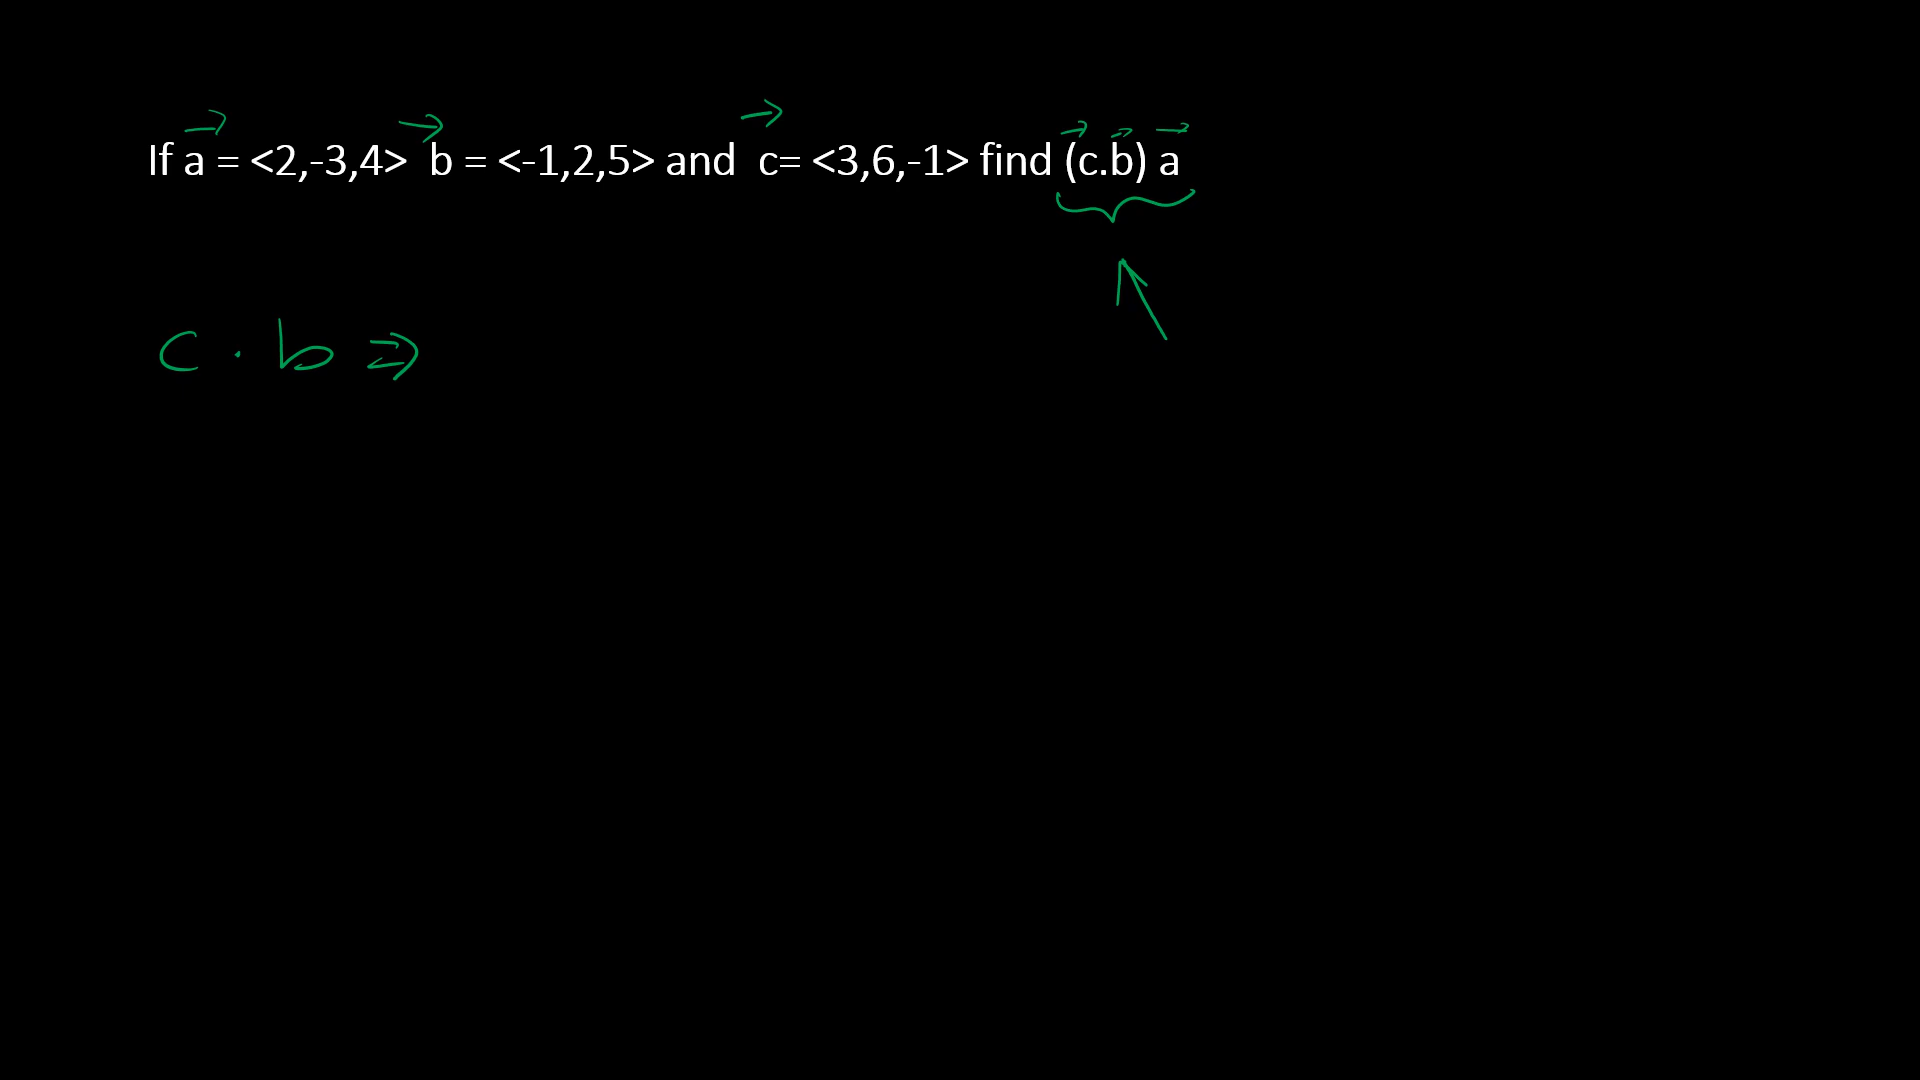 If a = <2,-3,4> b = <-1,2,5> and c= <3,6,-1> find (c.b) a
c · b ⇒